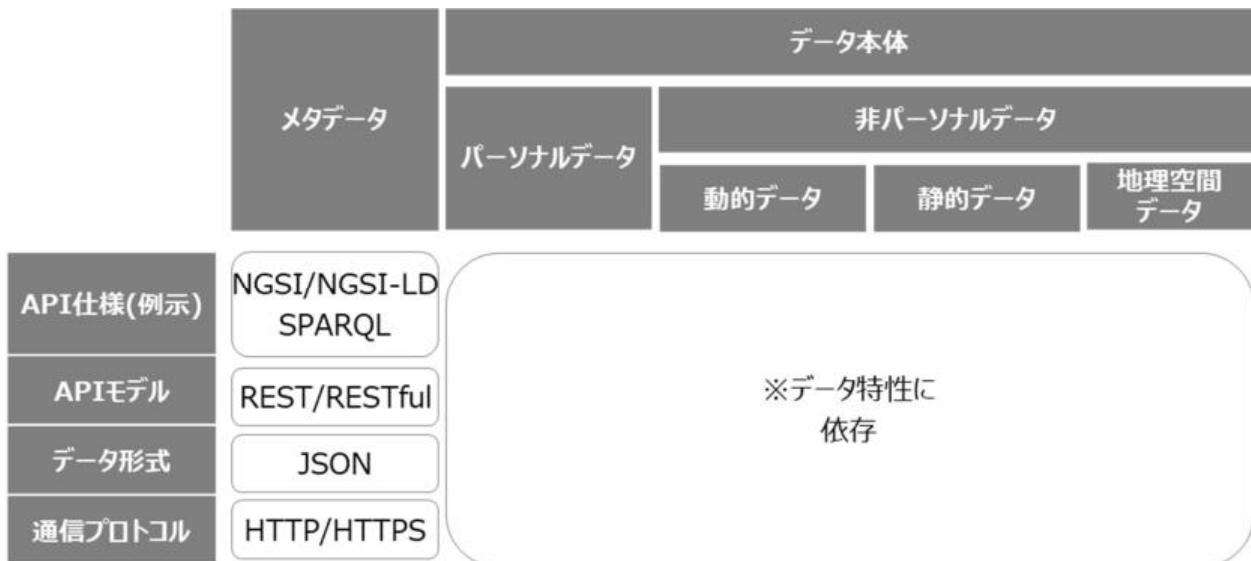 データ本体
メタデータ
パーソナルデータ
非パーソナルデータ
動的データ
静的データ
地理空間
データ
API仕様(例示)
NGSI/NGSI-LD
SPARQL
APIモデル
REST/RESTful
データ形式
JSON
通信プロトコル
HTTP/HTTPS
※データ特性に
依存